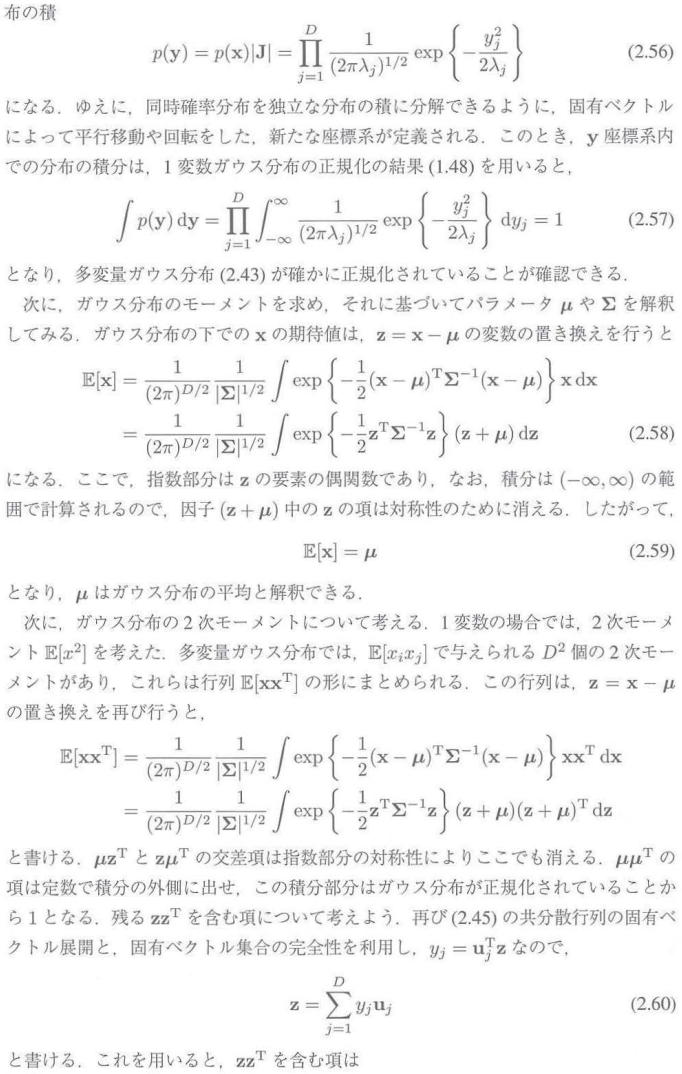 布の積
p(y) = p(x)|J| = ∏_{j=1}^{D} 1/(2πλ_j)^{1/2} exp{−y_j^2/2λ_j} (2.56)
になる．ゆえに，同時確率分布を独立な分布の積に分解できるように，固有ベクトル
によって平行移動や回転をした，新たな座標系が定義される．このとき，y 座標系内
での分布の積分は，1 変数ガウス分布の正規化の結果 (1.48) を用いると，
∫ p(y) dy = ∏_{j=1}^{D} ∫_{−∞}^{∞} 1/(2πλ_j)^{1/2} exp{−y_j^2/2λ_j} dy_j = 1 (2.57)
となり，多変量ガウス分布 (2.43) が確かに正規化されていることが確認できる．
次に，ガウス分布のモーメントを求め，それに基づいてパラメータ μ や Σ を解釈
してみる．ガウス分布の下での x の期待値は，z = x − μ の変数の置き換えを行うと
𝔼[x] = 1/(2π)^{D/2} 1/|Σ|^{1/2} ∫ exp{−1/2(x − μ)^TΣ^{−1}(x − μ)} x dx
= 1/(2π)^{D/2} 1/|Σ|^{1/2} ∫ exp{−1/2 z^TΣ^{−1}z} (z + μ) dz (2.58)
になる．ここで，指数部分は z の要素の偶関数であり，なお，積分は (−∞, ∞) の範
囲で計算されるので，因子 (z + μ) 中の z の項は対称性のために消える．したがって，
𝔼[x] = μ (2.59)
となり，μ はガウス分布の平均と解釈できる．
次に，ガウス分布の 2 次モーメントについて考える．1 変数の場合では，2 次モーメ
ント 𝔼[x^2] を考えた．多変量ガウス分布では，𝔼[x_i x_j] で与えられる D^2 個の 2 次モー
メントがあり，これらは行列 𝔼[xx^T] の形にまとめられる．この行列は，z = x − μ
の置き換えを再び行うと，
𝔼[xx^T] = 1/(2π)^{D/2} 1/|Σ|^{1/2} ∫ exp{−1/2(x − μ)^TΣ^{−1}(x − μ)} xx^T dx
= 1/(2π)^{D/2} 1/|Σ|^{1/2} ∫ exp{−1/2 z^TΣ^{−1}z} (z + μ)(z + μ)^T dz
と書ける．μz^T と zμ^T の交差項は指数部分の対称性によりここでも消える．μμ^T の
項は定数で積分の外側に出せ，この積分部分はガウス分布が正規化されていることか
ら 1 となる．残る zz^T を含む項について考えよう．再び (2.45) の共分散行列の固有ベ
クトル展開と，固有ベクトル集合の完全性を利用し，y_j = u_j^T z なので，
z = ∑_{j=1}^{D} y_j u_j (2.60)
と書ける．これを用いると，zz^T を含む項は